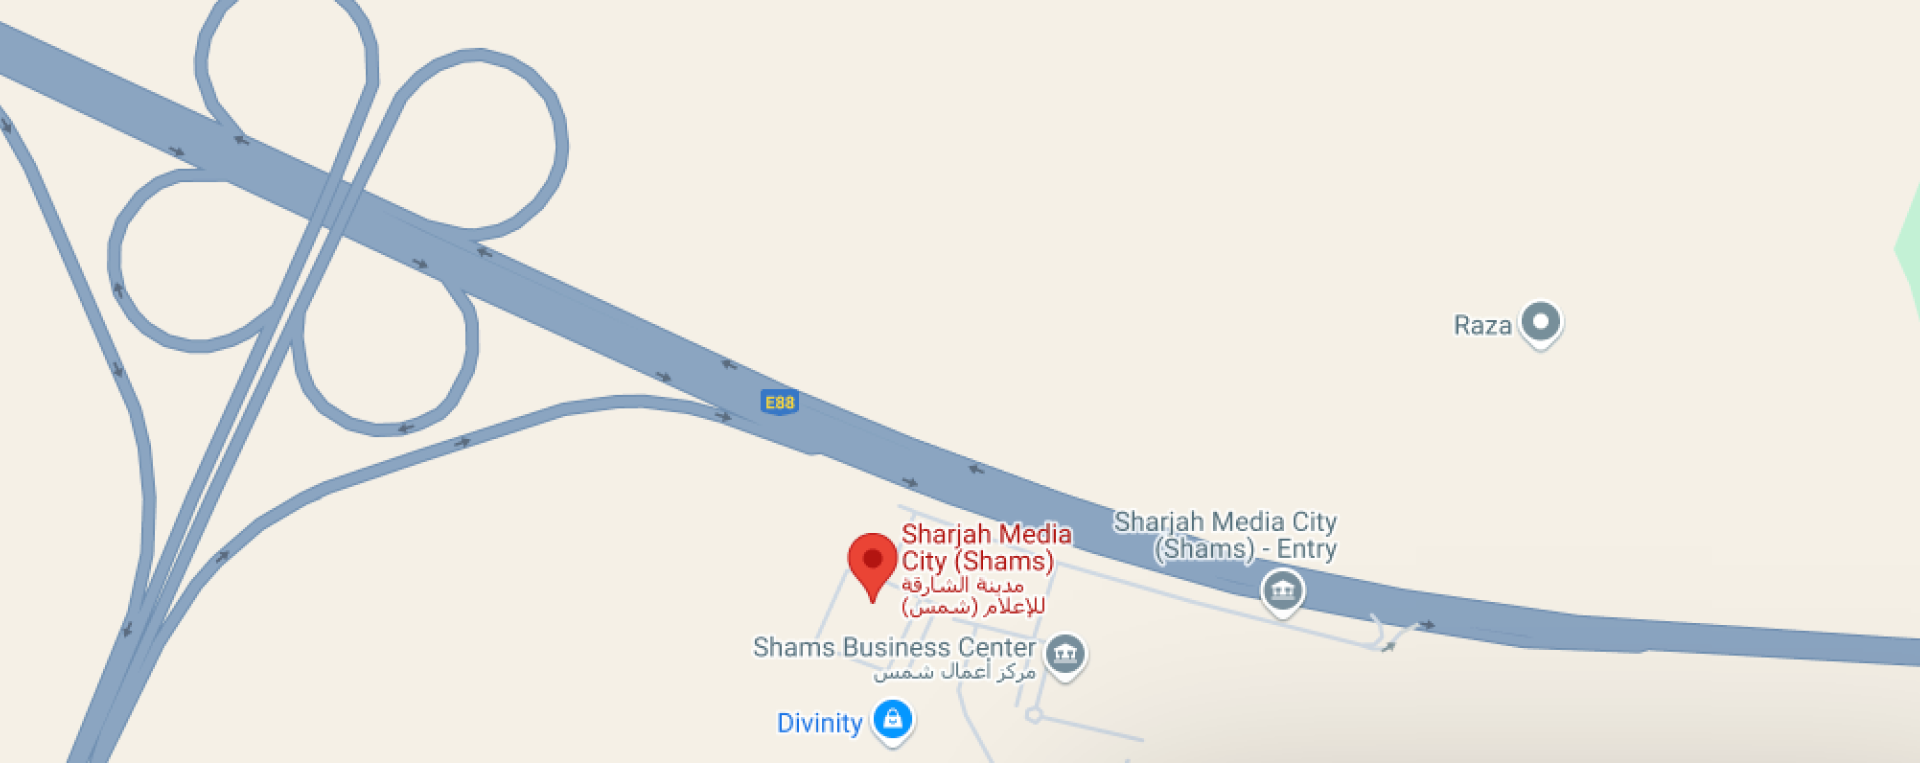 E88
Raza
Sharjah Media City
(Shams) - Entry
Sharjah Media
City (Shams)
مدينة الشارقة
للإعلام (شمس)
Shams Business Center
مركز أعمال شمس
Divinity